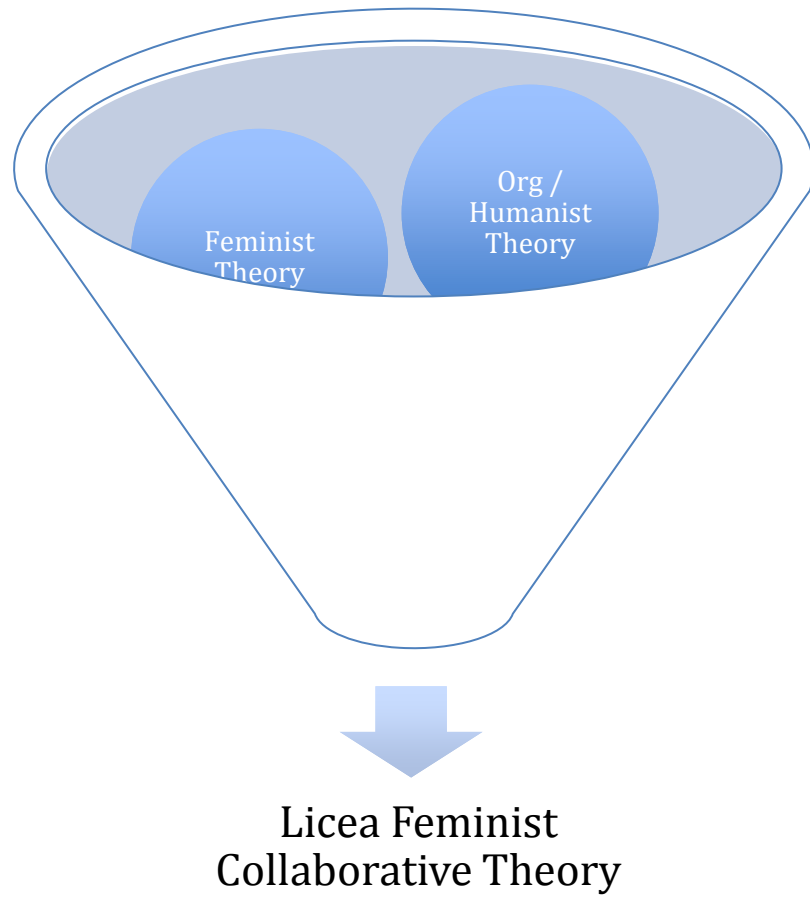 Org /
Humanist
Theory
Feminist
Theory
Licea Feminist
Collaborative Theory